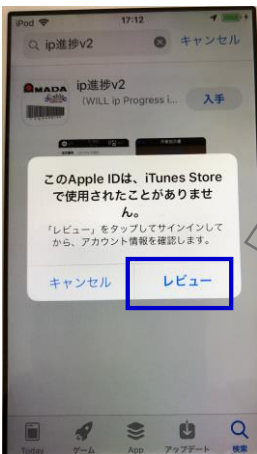 iPod 17:12
ip進捗v2 キャンセル
AMADA ip進捗v2
(WILL ip Progress i... 入手
このApple IDは、iTunes Store
で使用されたことがありませ
ん。
「レビュー」をタップしてサインインして
から、アカウント情報を確認します。
キャンセル レビュー
Today ゲーム App アップデート 検索